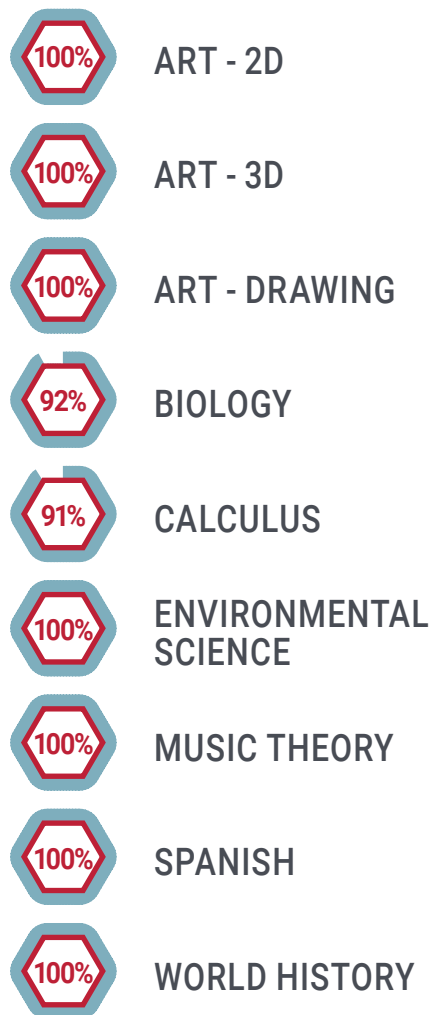 100% ART - 2D
100% ART - 3D
100% ART - DRAWING
92% BIOLOGY
91% CALCULUS
100% ENVIRONMENTAL
SCIENCE
100% MUSIC THEORY
100% SPANISH
100% WORLD HISTORY